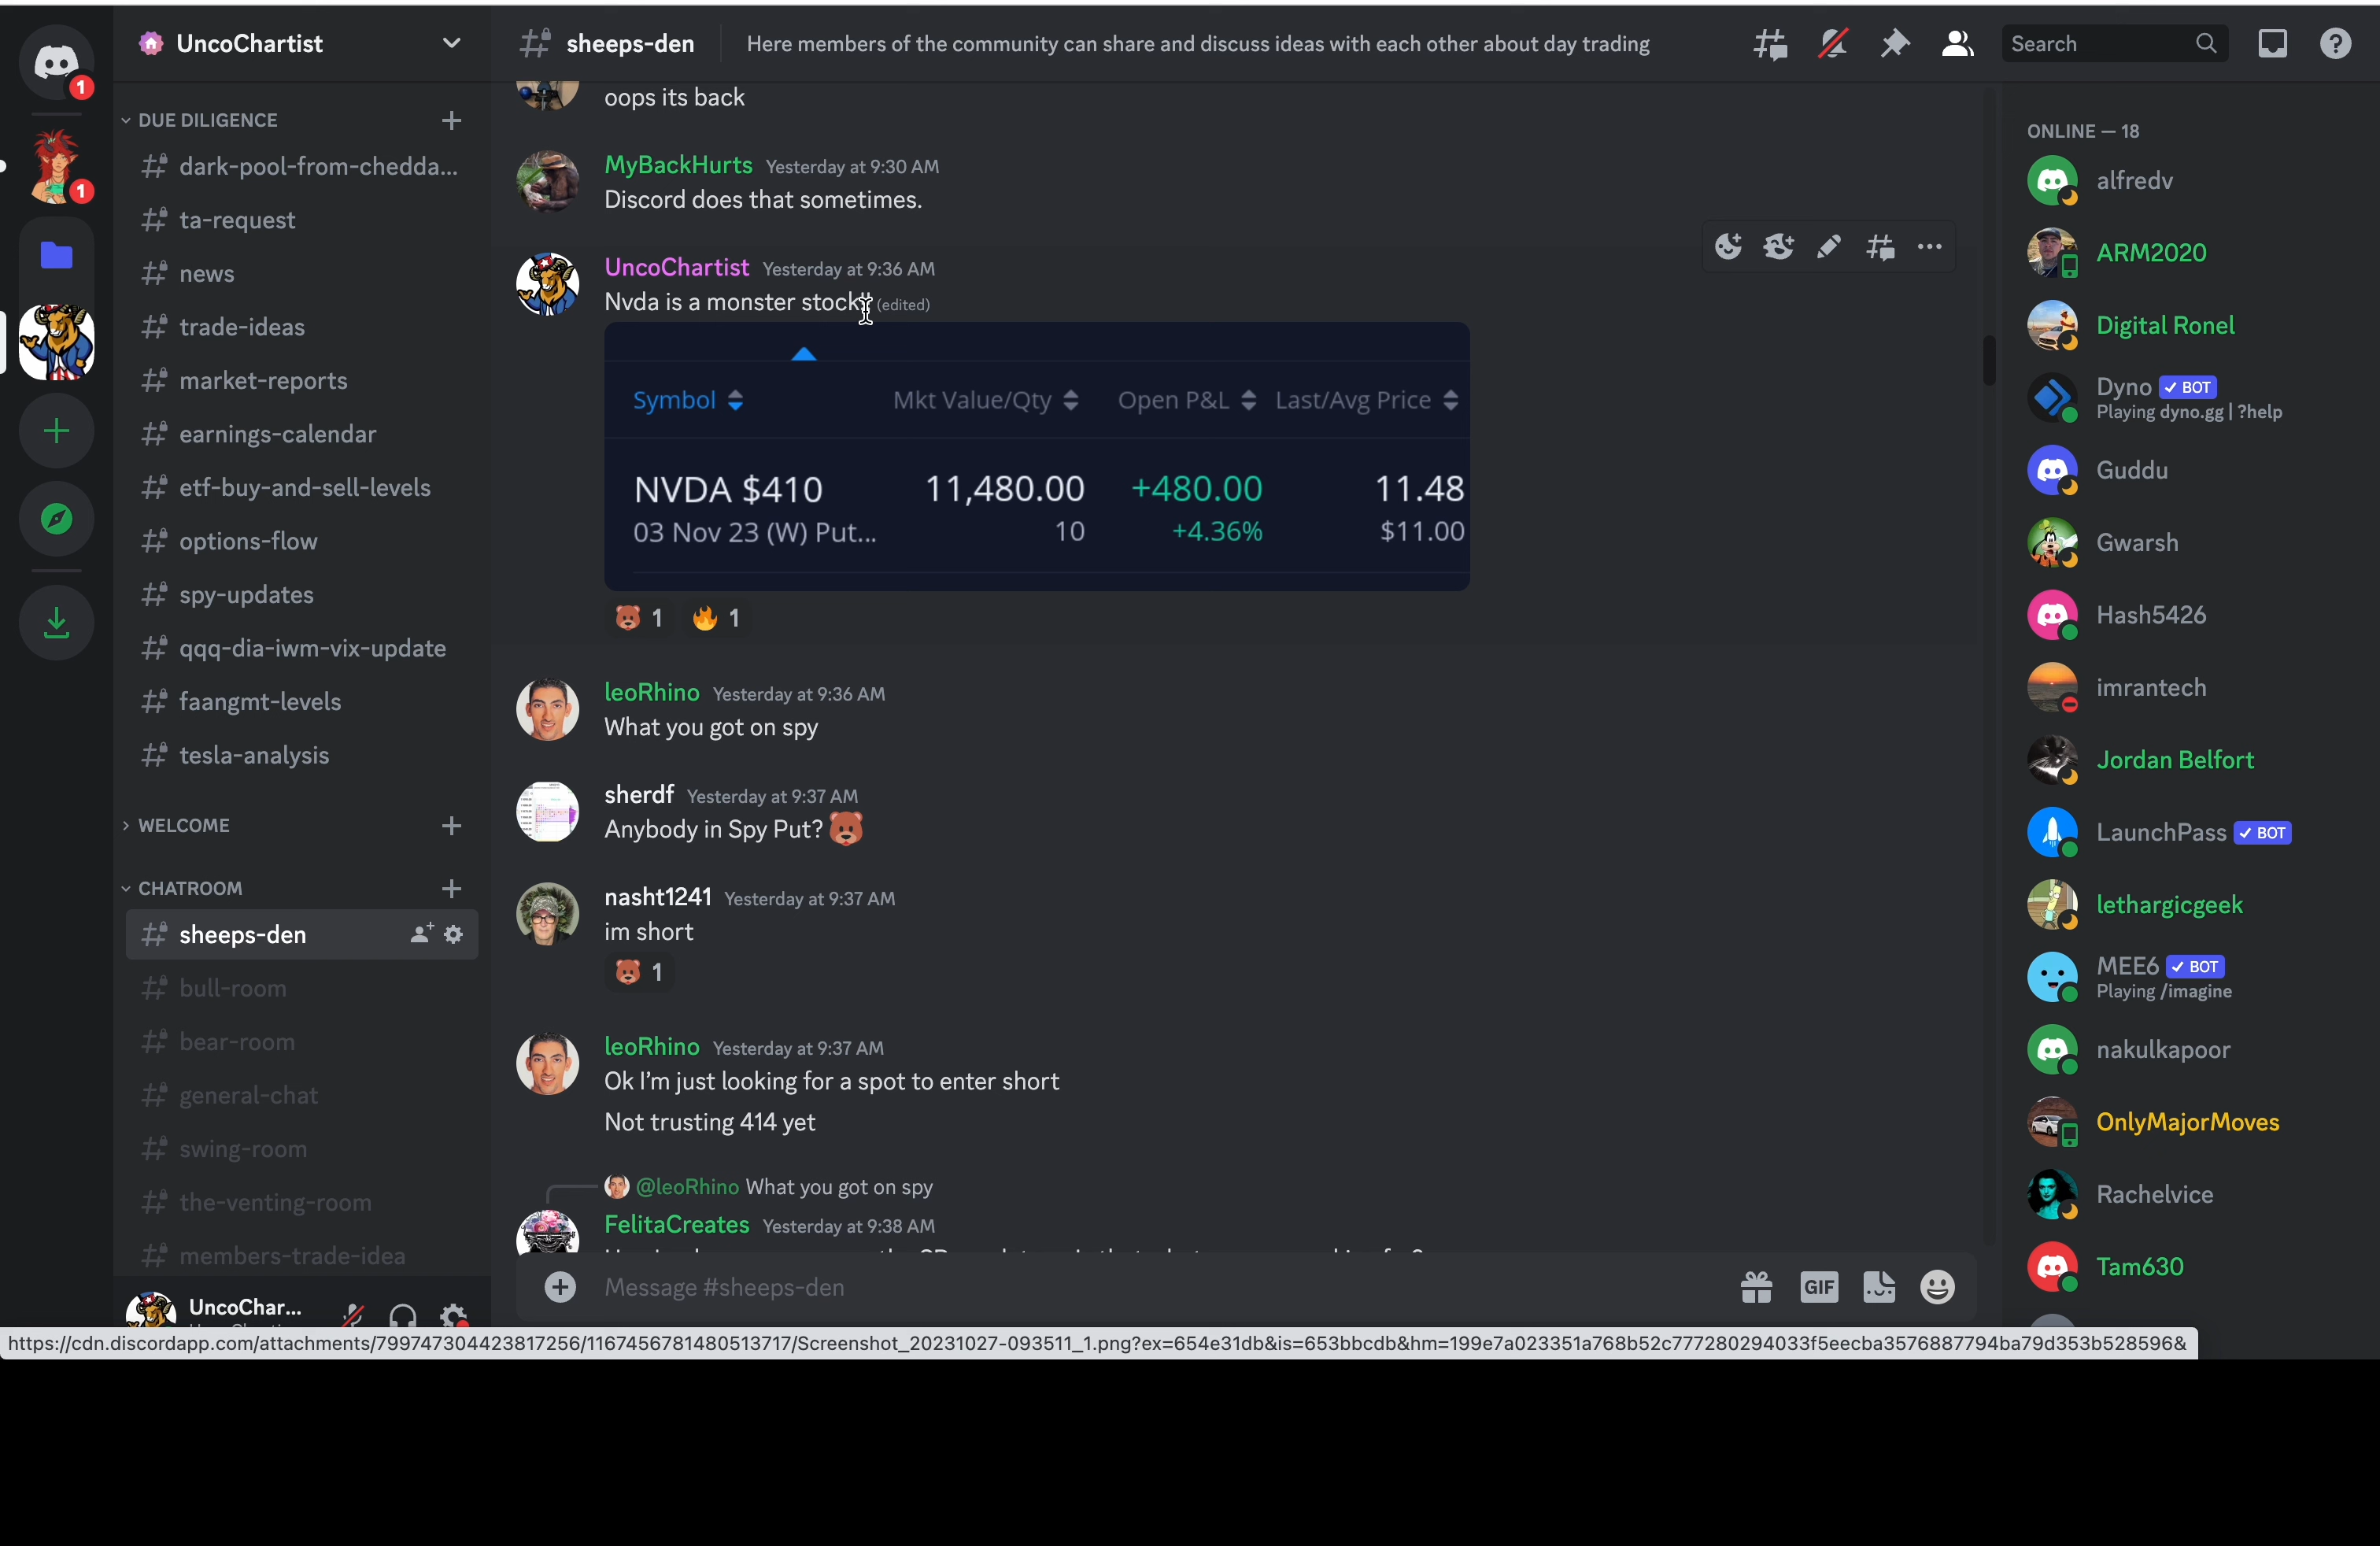 1
1
UncoChartist
DUE DILIGENCE
dark-pool-from-chedda...
ta-request
news
trade-ideas
market-reports
earnings-calendar
etf-buy-and-sell-levels
options-flow
spy-updates
qqq-dia-iwm-vix-update
faangmt-levels
tesla-analysis
WELCOME
CHATROOM
sheeps-den
bull-room
bear-room
general-chat
swing-room
the-venting-room
members-trade-idea
UncoChar...
sheeps-den Here members of the community can share and discuss ideas with each other about day trading
Search
oops its back
MyBackHurts Yesterday at 9:30 AM
Discord does that sometimes.
UncoChartist Yesterday at 9:36 AM
Nvda is a monster stock!! (edited)
Symbol Mkt Value/Qty Open P&L Last/Avg Price
NVDA $410 11,480.00 +480.00 11.48
03 Nov 23 (W) Put... 10 +4.36% $11.00
1 1
leoRhino Yesterday at 9:36 AM
What you got on spy
sherdf Yesterday at 9:37 AM
Anybody in Spy Put?
nasht1241 Yesterday at 9:37 AM
im short
1
leoRhino Yesterday at 9:37 AM
Ok I'm just looking for a spot to enter short
Not trusting 414 yet
@leoRhino What you got on spy
FelitaCreates Yesterday at 9:38 AM
Message #sheeps-den
GIF
ONLINE — 18
alfredv
ARM2020
Digital Ronel
Dyno BOT
Playing dyno.gg | ?help
Guddu
Gwarsh
Hash5426
imrantech
Jordan Belfort
LaunchPass BOT
lethargicgeek
MEE6 BOT
Playing /imagine
nakulkapoor
OnlyMajorMoves
Rachelvice
Tam630
https://cdn.discordapp.com/attachments/799747304423817256/1167456781480513717/Screenshot_20231027-093511_1.png?ex=654e31db&is=653bbcdb&hm=199e7a023351a768b52c777280294033f5eecba3576887794ba79d353b528596&